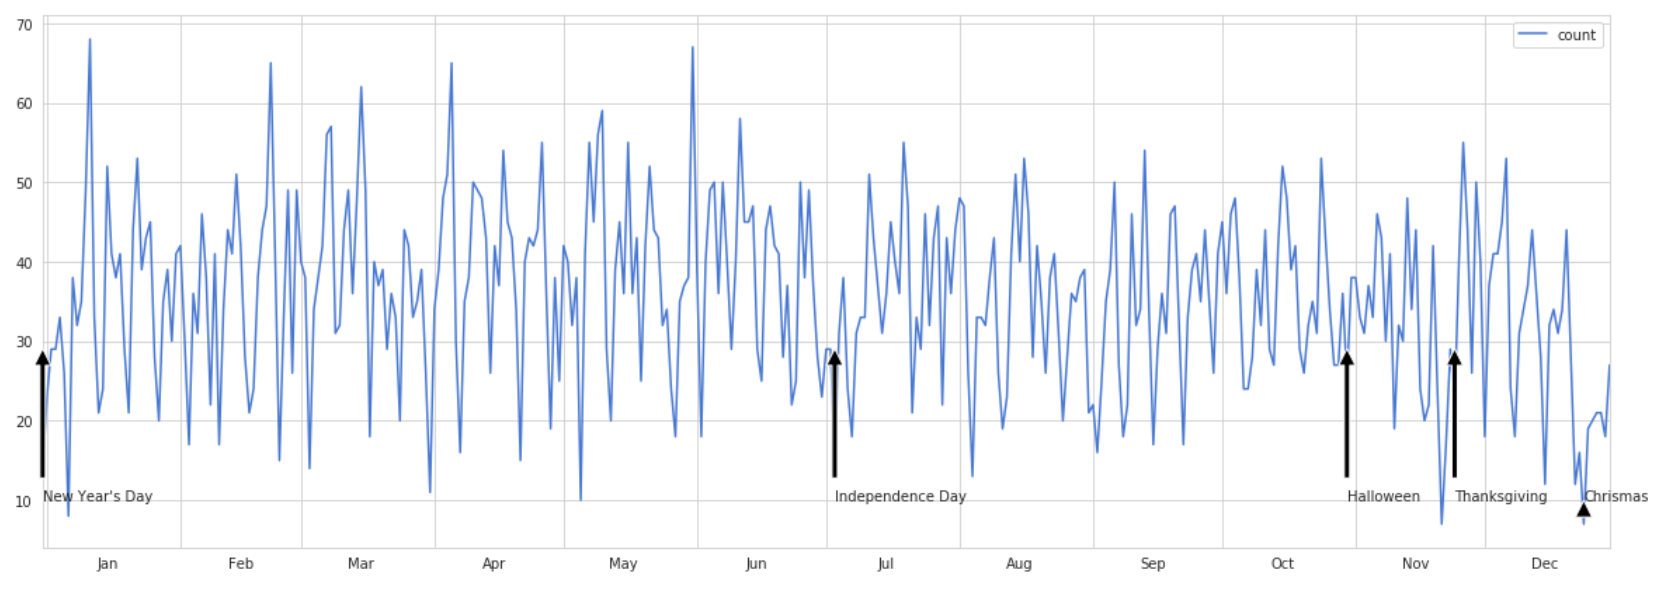 70
count
60
50
40
30
20
10
New Year's Day
Independence Day
Halloween
Thanksgiving
Chrismas
Jan Feb Mar Apr May Jun Jul Aug Sep Oct Nov Dec